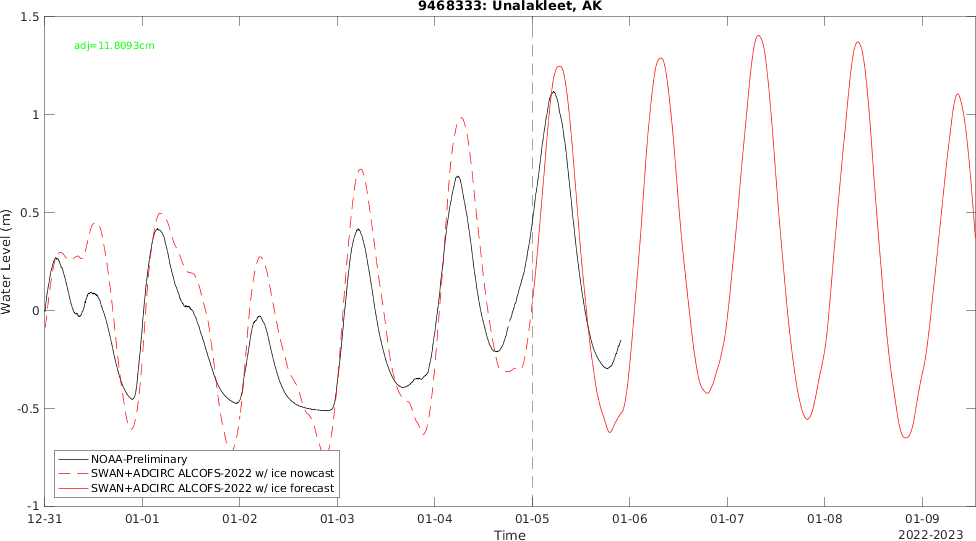 9468333: Unalakleet, AK
adj=11.8093cm
Water Level (m)
1.5
1
0.5
0
-0.5
-1
NOAA-Preliminary
SWAN+ADCIRC ALCOFS-2022 w/ ice nowcast
SWAN+ADCIRC ALCOFS-2022 w/ ice forecast
12-31 01-01 01-02 01-03 01-04 01-05 01-06 01-07 01-08 01-09
Time
2022-2023